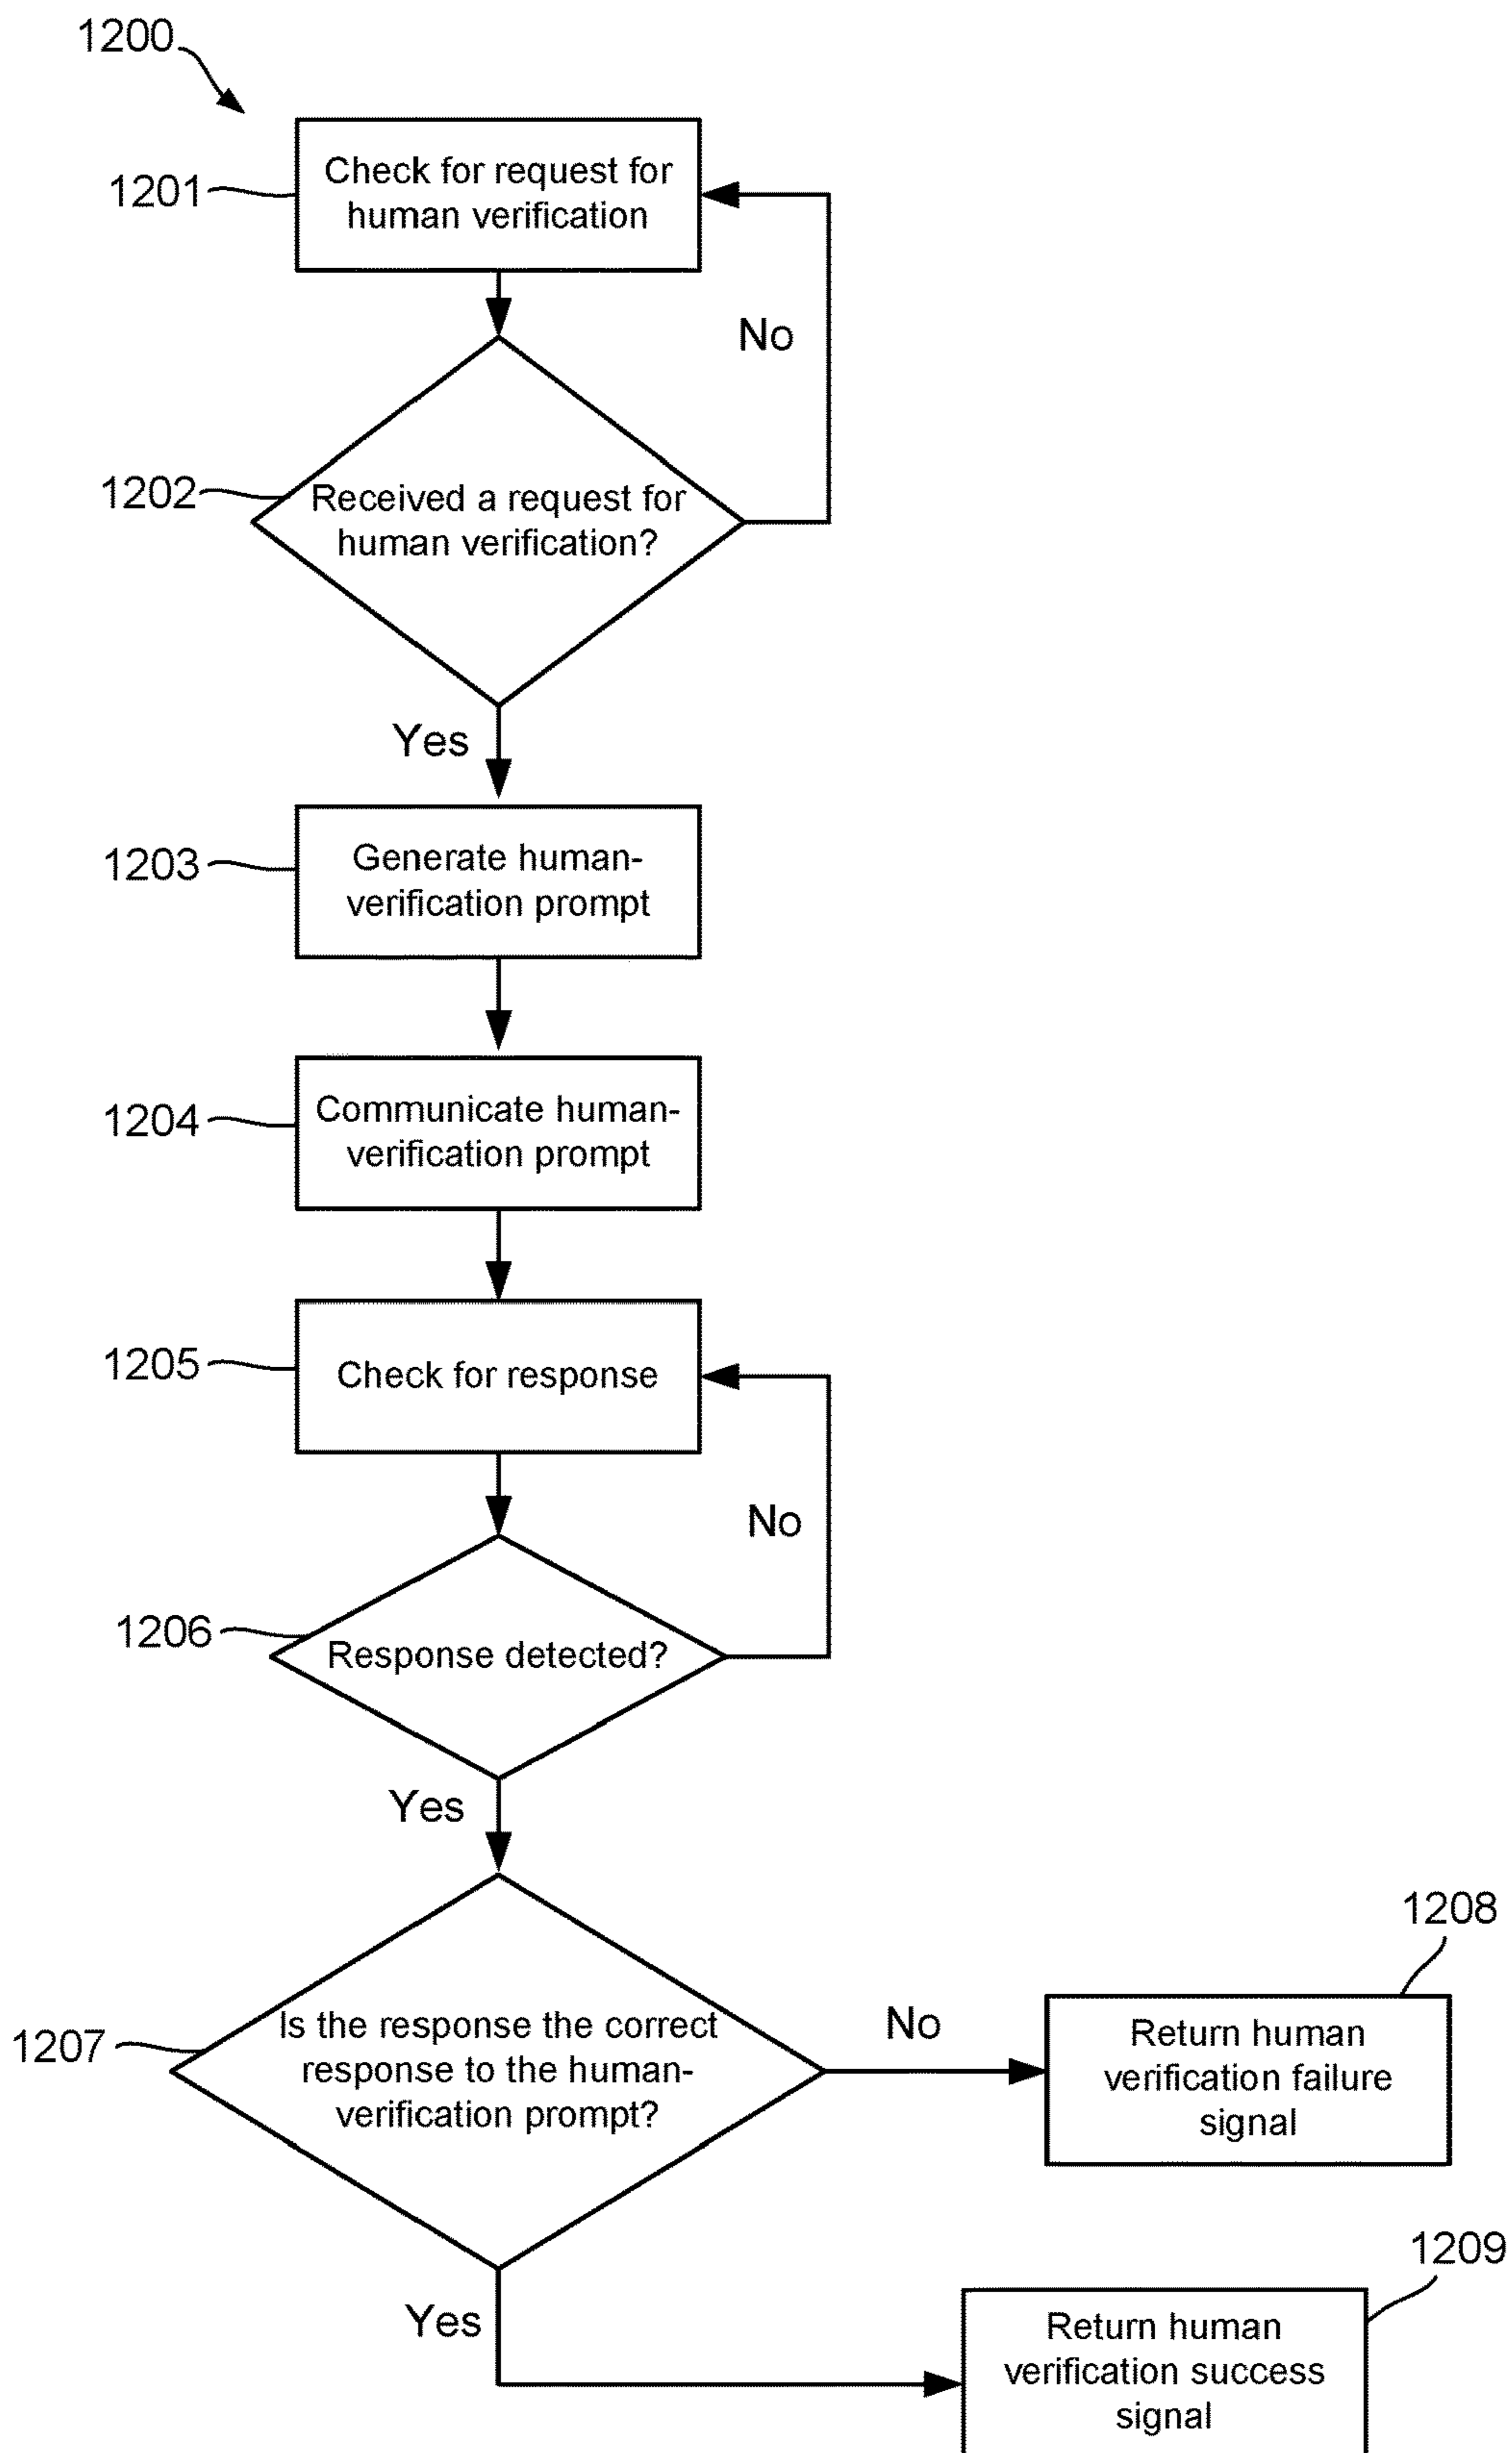 1200
1201
Check for request for
human verification
No
1202
Received a request for
human verification?
Yes
1203
Generate human-
verification prompt
1204
Communicate human-
verification prompt
1205
Check for response
No
1206
Response detected?
Yes
1207
Is the response the correct
response to the human-
verification prompt?
No
1208
Return human
verification failure
signal
Yes
1209
Return human
verification success
signal